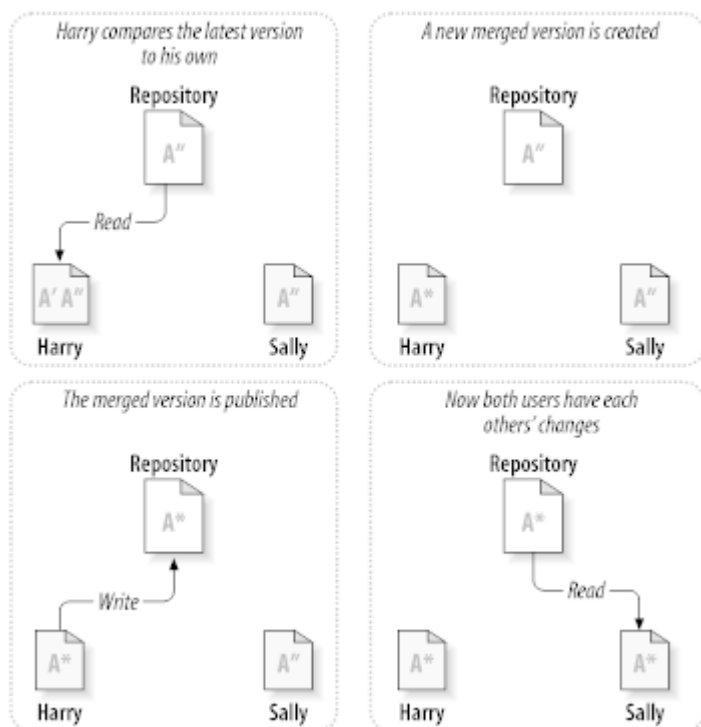 Harry compares the latest version
to his own
Repository
A″
Read
A′ A″
A″
Harry
Sally
A new merged version is created
Repository
A″
A*
A″
Harry
Sally
The merged version is published
Repository
A*
Write
A*
A″
Harry
Sally
Now both users have each
others’ changes
Repository
A*
Read
A*
A*
Harry
Sally